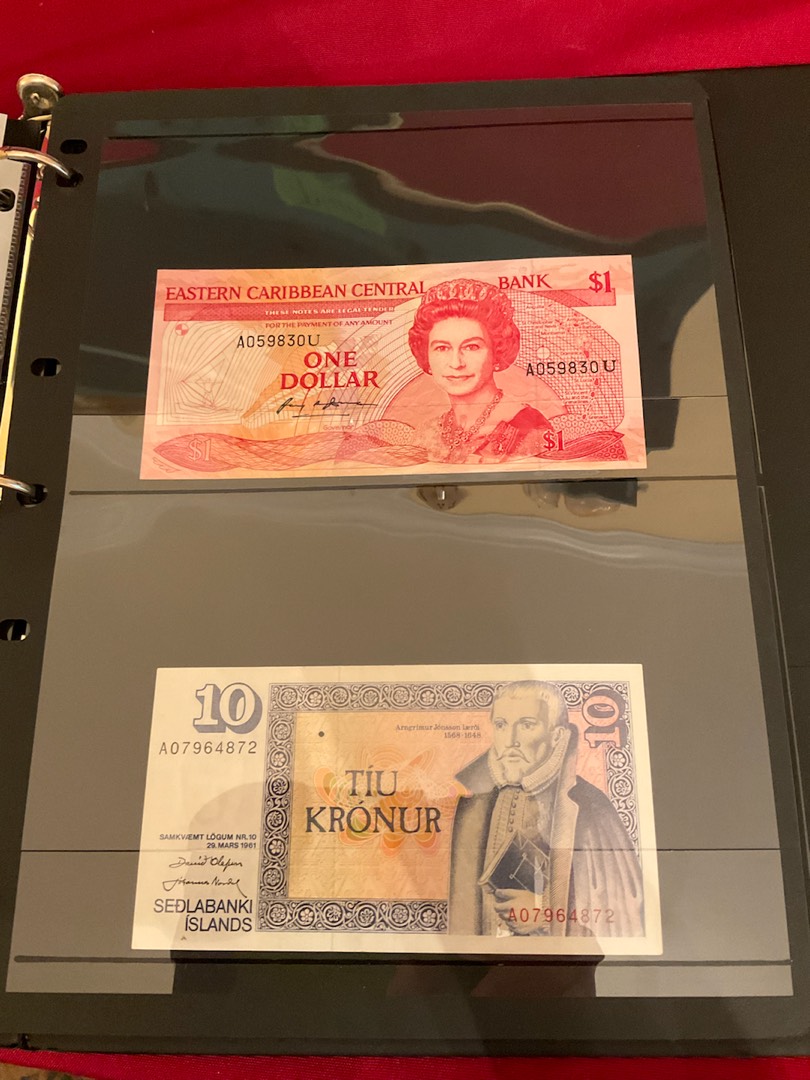 EASTERN CARIBBEAN CENTRAL BANK $1
THESE NOTES ARE LEGAL TENDER
FOR THE PAYMENT OF ANY AMOUNT
A059830U
ONE
DOLLAR
A059830U
$1
$1
10
A07964872
Arngrímur Jónsson lærði
1568-1648
10
TÍU
KRÓNUR
SAMKVÆMT LÖGUM NR.10
29. MARS 1961
SEÐLABANKI
ÍSLANDS
A07964872